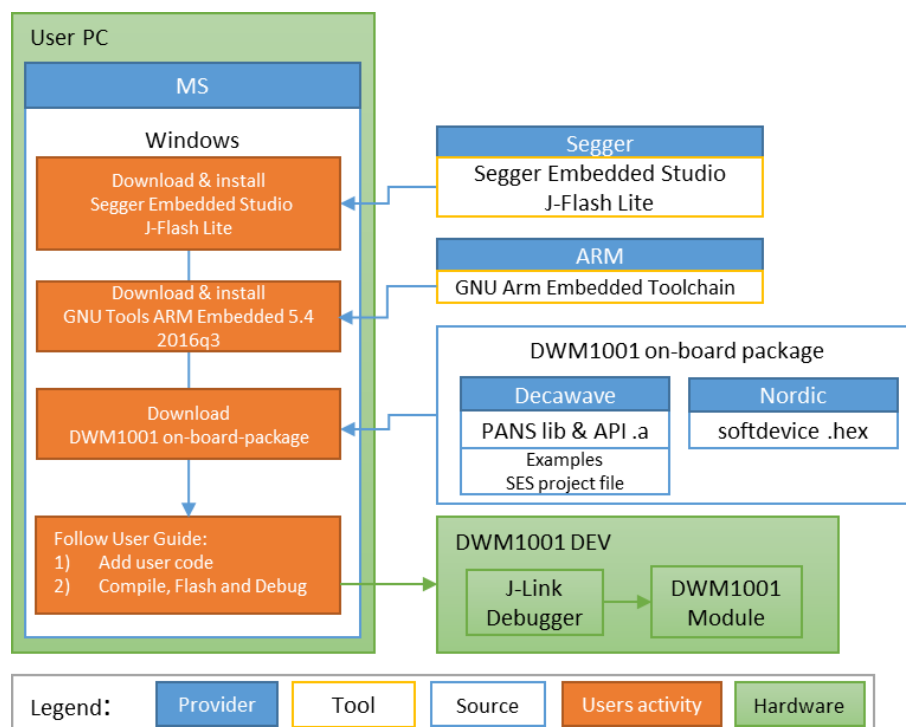 User PC
MS
Windows
Download & install
Segger Embedded Studio
J-Flash Lite
Download & install
GNU Tools ARM Embedded 5.4
2016q3
Download
DWM1001 on-board-package
Follow User Guide:
1) Add user code
2) Compile, Flash and Debug
Segger
Segger Embedded Studio
J-Flash Lite
ARM
GNU Arm Embedded Toolchain
DWM1001 on-board package
Decawave
PANS lib & API .a
Examples
SES project file
Nordic
softdevice .hex
DWM1001 DEV
J-Link
Debugger
DWM1001
Module
Legend:
Provider
Tool
Source
Users activity
Hardware